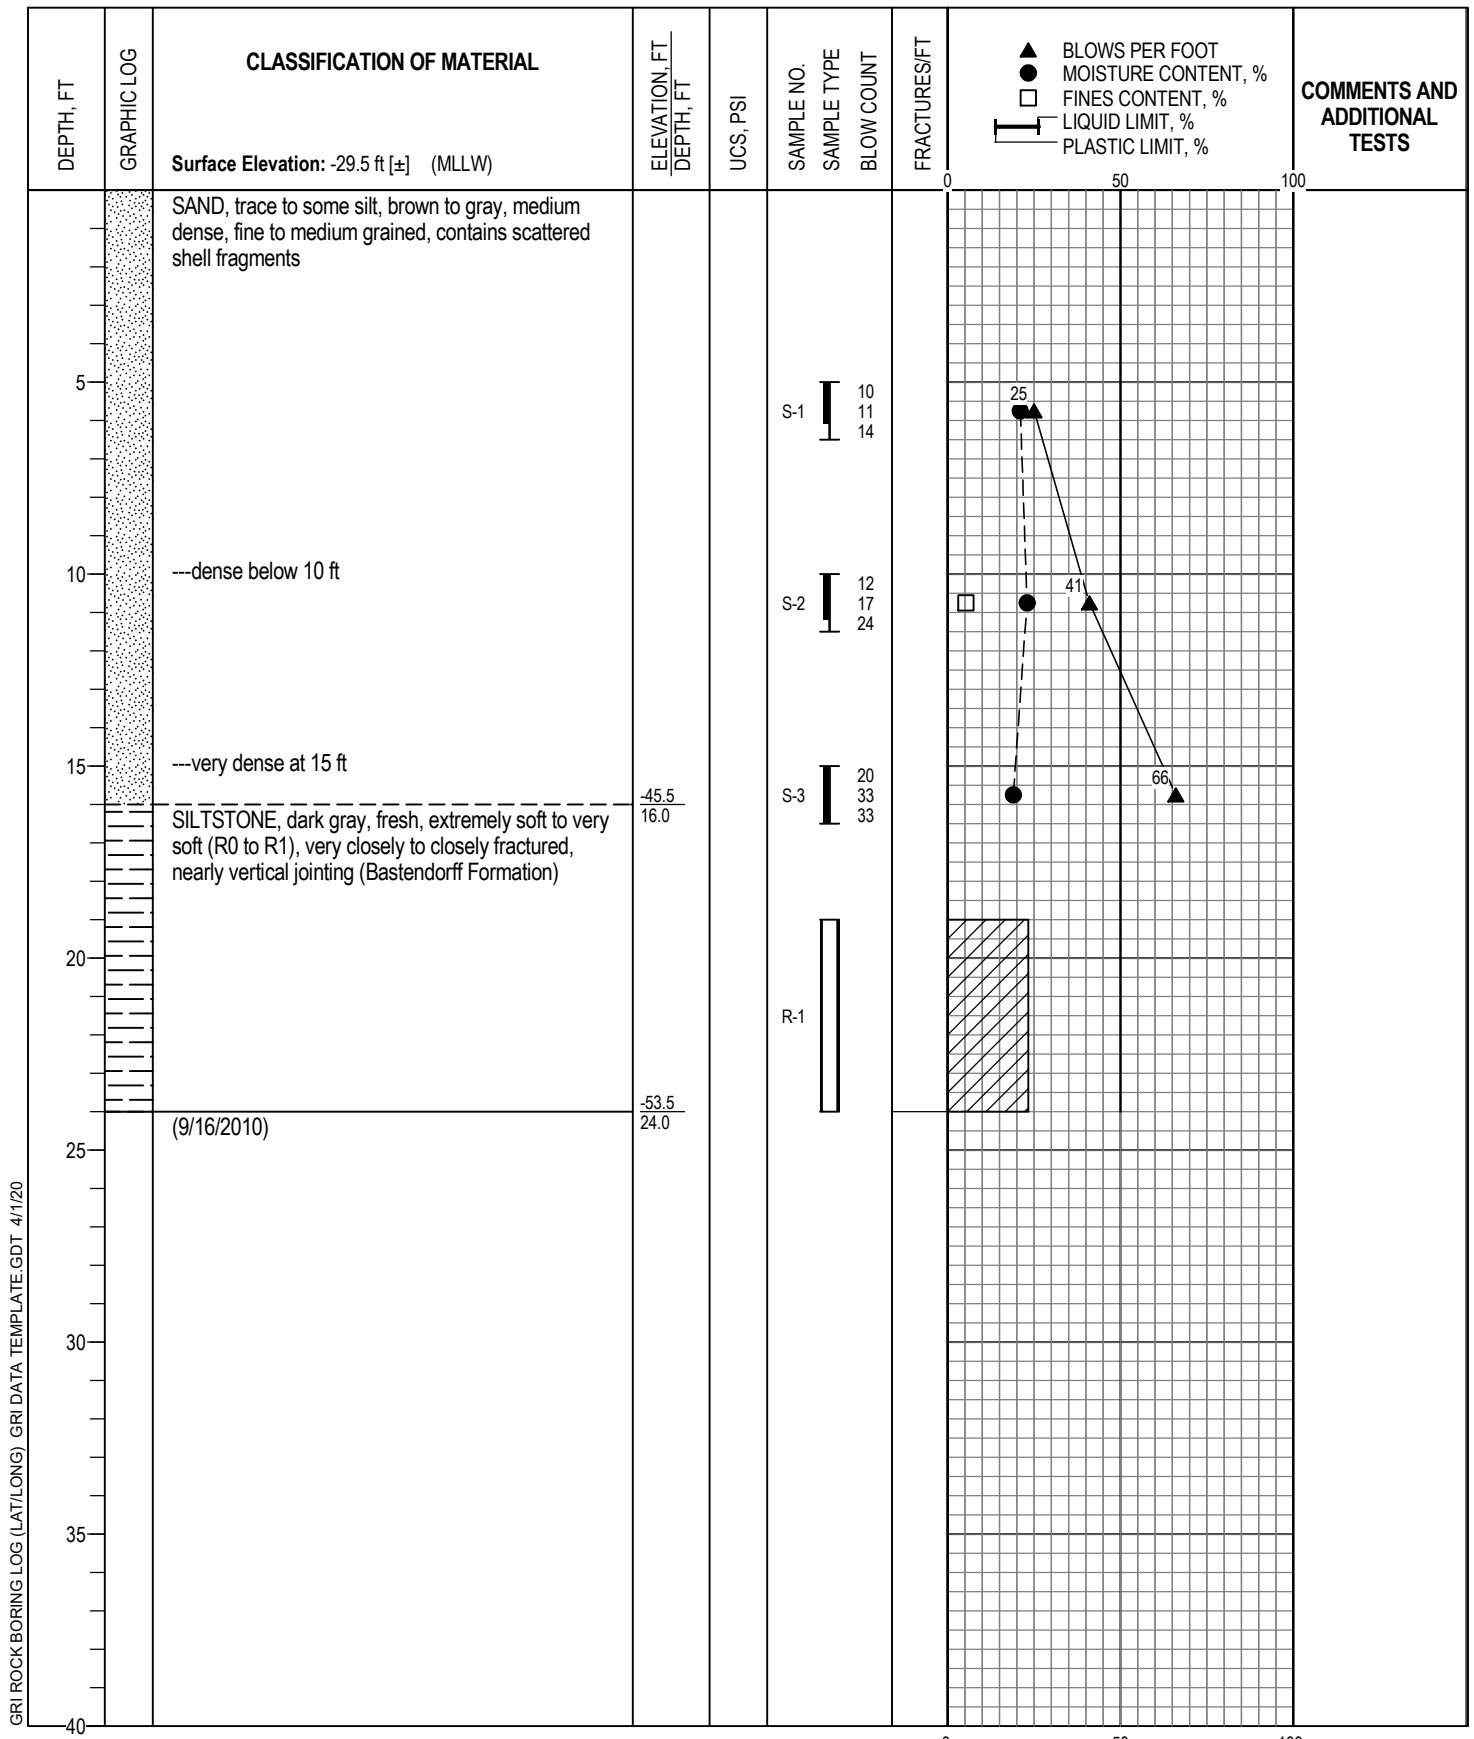 DEPTH, FT
GRAPHIC LOG
CLASSIFICATION OF MATERIAL
Surface Elevation: -29.5 ft [±] (MLLW)
ELEVATION, FT
DEPTH, FT
UCS, PSI
SAMPLE NO.
SAMPLE TYPE
BLOW COUNT
FRACTURES/FT
BLOWS PER FOOT
MOISTURE CONTENT, %
FINES CONTENT, %
LIQUID LIMIT, %
PLASTIC LIMIT, %
COMMENTS AND
ADDITIONAL
TESTS
0 50 100
SAND, trace to some silt, brown to gray, medium
dense, fine to medium grained, contains scattered
shell fragments
5
S-1
10
11
14
25
10
---dense below 10 ft
S-2
12
17
24
41
15
---very dense at 15 ft
S-3
20
33
33
66
-45.5
16.0
SILTSTONE, dark gray, fresh, extremely soft to very
soft (R0 to R1), very closely to closely fractured,
nearly vertical jointing (Bastendorff Formation)
20
R-1
-53.5
24.0
(9/16/2010)
25
30
35
40
0 50 100
GRI ROCK BORING LOG (LAT/LONG) GRI DATA TEMPLATE.GDT 4/1/20